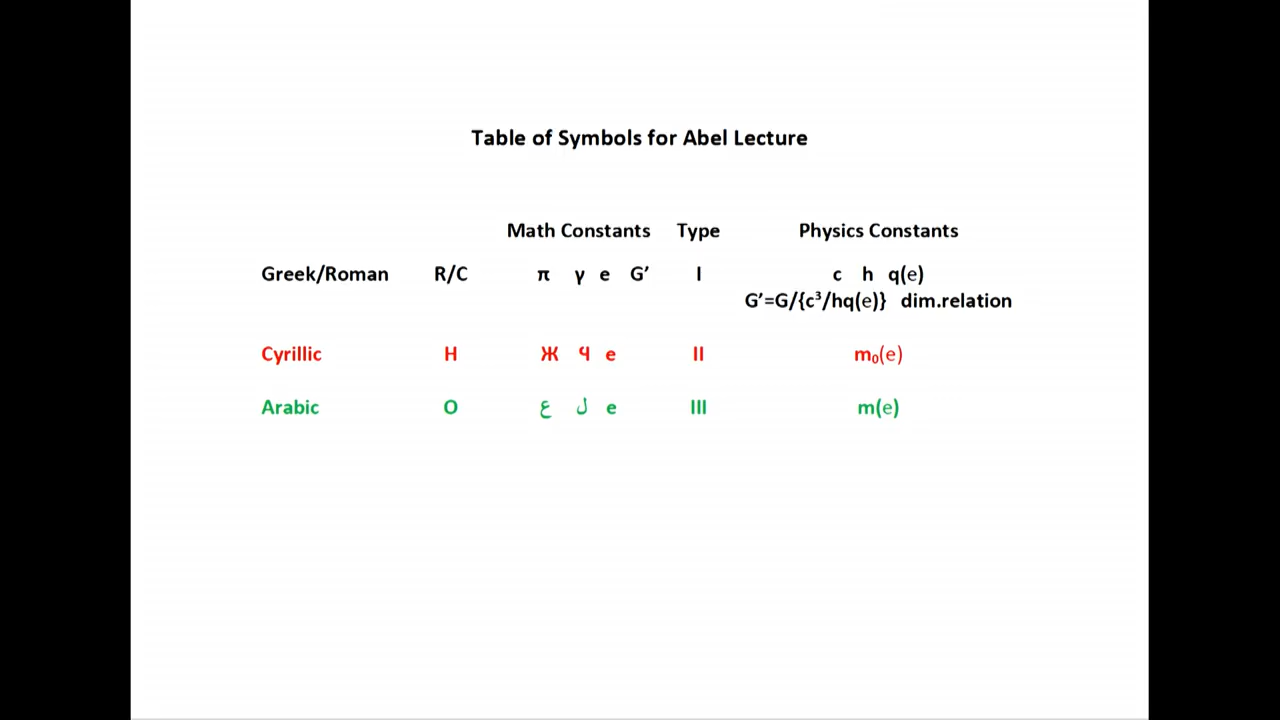 Table of Symbols for Abel Lecture
Math Constants Type Physics Constants
Greek/Roman R/C π γ e G’ I c h q(e)
G’=G/{c³/hq(e)} dim.relation
Cyrillic H Ж Ч e II m₀(e)
Arabic O ع ل e III m(e)